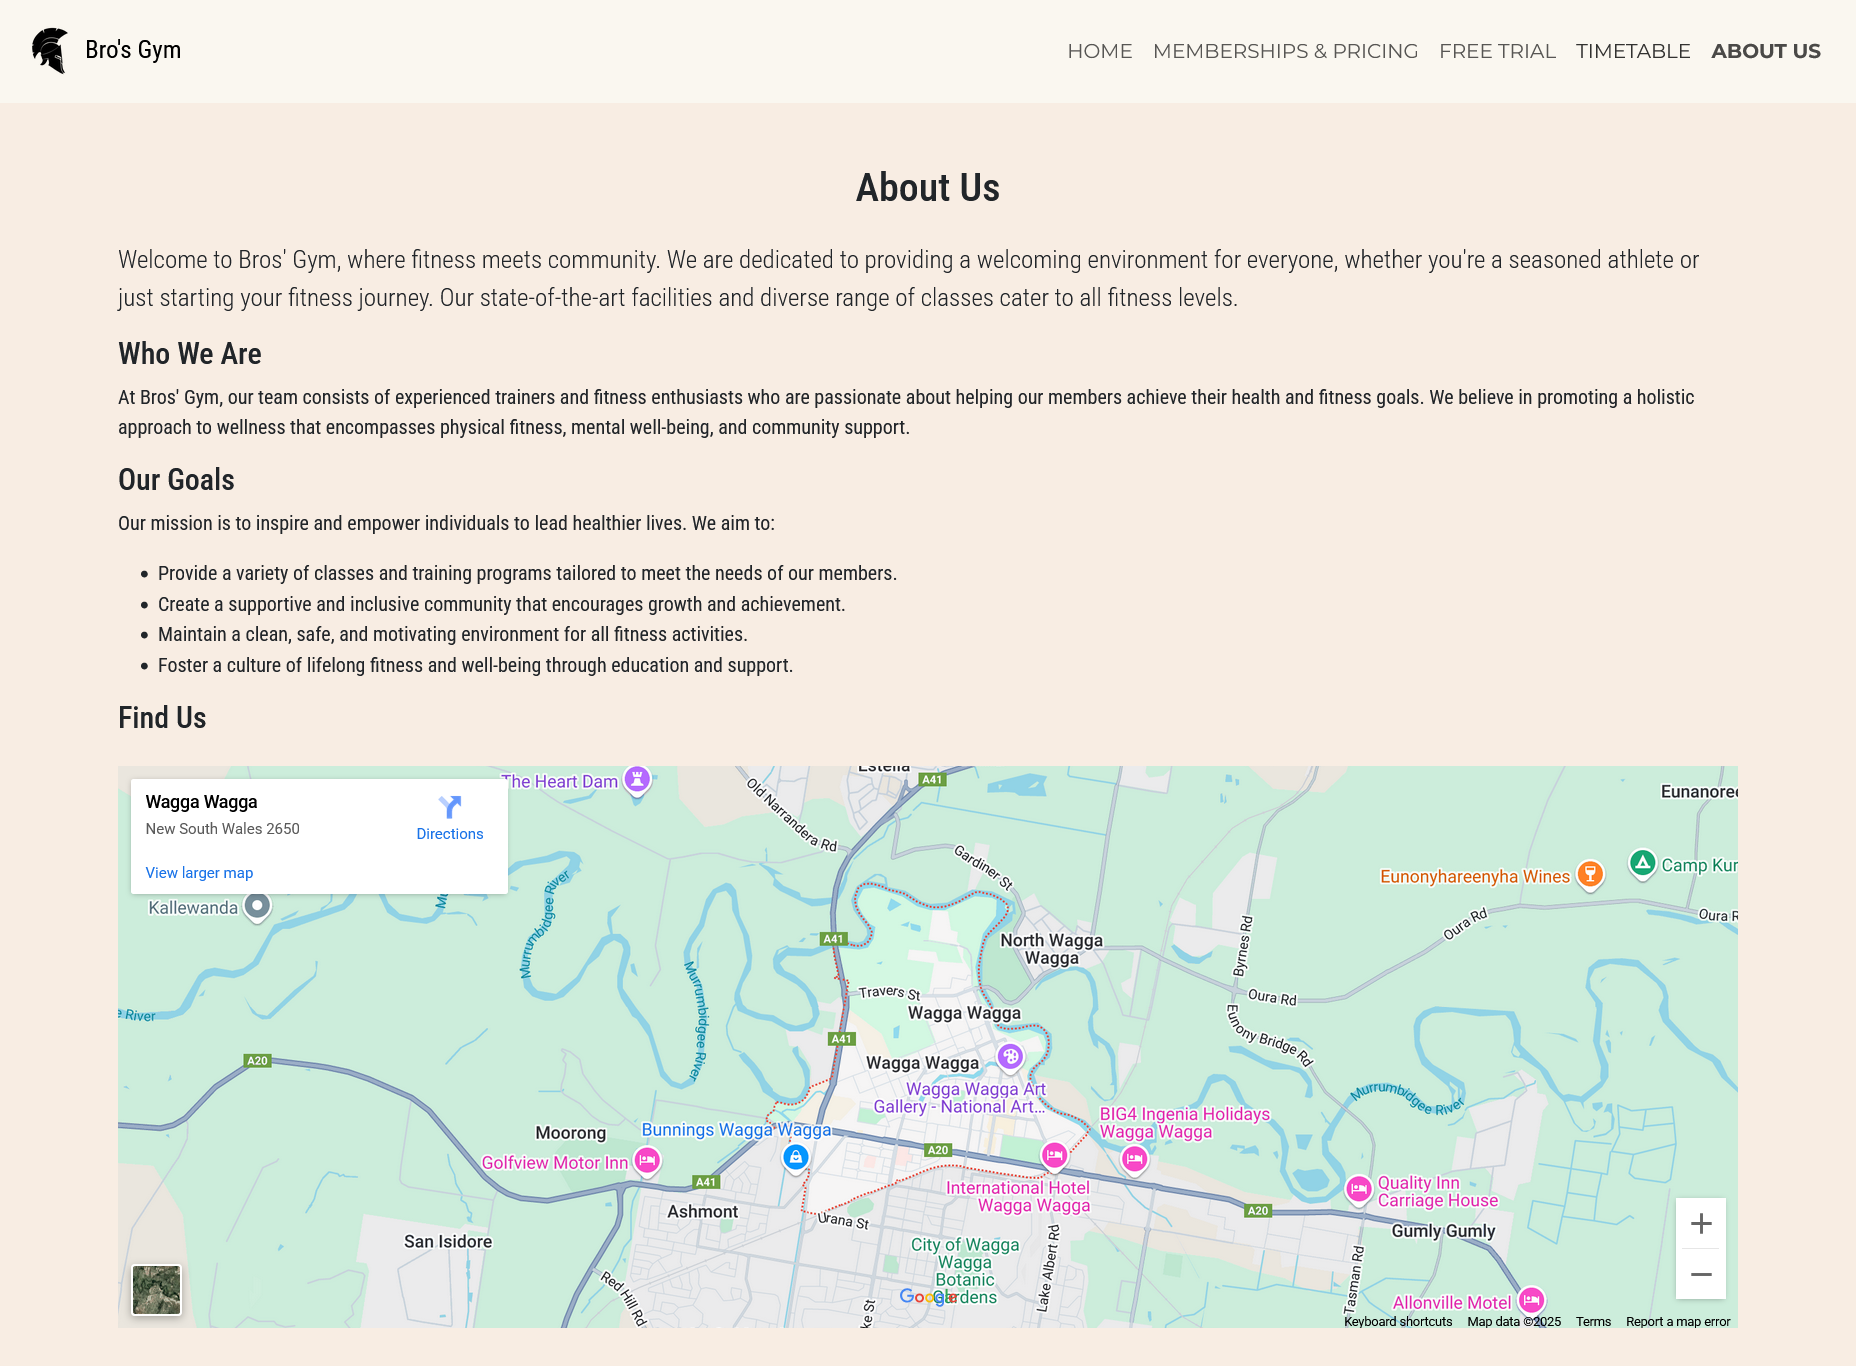 Bro's Gym
HOME MEMBERSHIPS & PRICING FREE TRIAL TIMETABLE ABOUT US
About Us
Welcome to Bros' Gym, where fitness meets community. We are dedicated to providing a welcoming environment for everyone, whether you're a seasoned athlete or
just starting your fitness journey. Our state-of-the-art facilities and diverse range of classes cater to all fitness levels.
Who We Are
At Bros' Gym, our team consists of experienced trainers and fitness enthusiasts who are passionate about helping our members achieve their health and fitness goals. We believe in promoting a holistic
approach to wellness that encompasses physical fitness, mental well-being, and community support.
Our Goals
Our mission is to inspire and empower individuals to lead healthier lives. We aim to:
• Provide a variety of classes and training programs tailored to meet the needs of our members.
• Create a supportive and inclusive community that encourages growth and achievement.
• Maintain a clean, safe, and motivating environment for all fitness activities.
• Foster a culture of lifelong fitness and well-being through education and support.
Find Us
Wagga Wagga
New South Wales 2650
Directions
View larger map
The Heart Dam
Estella
A41
Old Narrandera Rd
Eunanoree
Gardiner St
Eunonyhareenyha Wines
Camp Kur
Kallewanda
Murrumbidgee River
Oura Rd
Oura R
A41
North Wagga
Wagga
Byrnes Rd
Murrumbidgee River
Travers St
Oura Rd
e River
Wagga Wagga
Eunony Bridge Rd
A41
A20
Wagga Wagga
Wagga Wagga Art
Gallery - National Art...
Murrumbidgee River
BIG4 Ingenia Holidays
Wagga Wagga
Moorong
Bunnings Wagga Wagga
A20
Golfview Motor Inn
A41
International Hotel
Wagga Wagga
Quality Inn
Carriage House
Ashmont
Urana St
A20
Gumly Gumly
San Isidore
City of Wagga
Wagga
Botanic
Gardens
Lake Albert Rd
Tasman Rd
Red Hill Rd
Google
ke St
Allonville Motel
Keyboard shortcuts Map data ©2025 Terms Report a map error